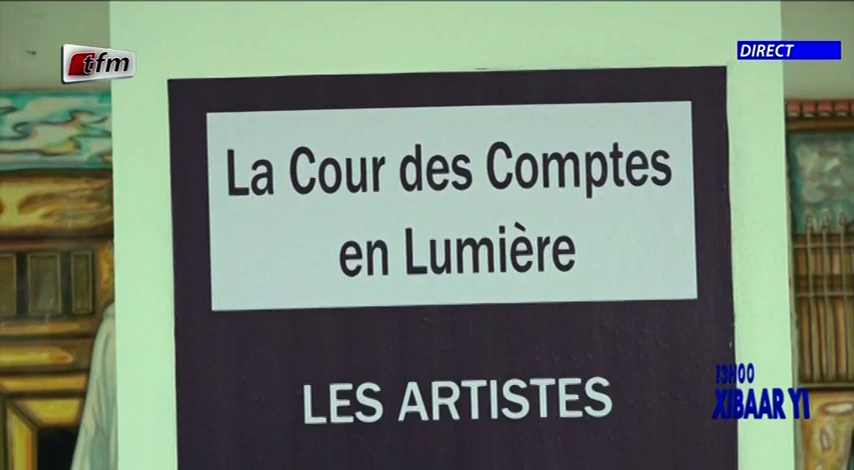 tfm
DIRECT
La Cour des Comptes
en Lumière
LES ARTISTES
13H00
XIBAAR YI